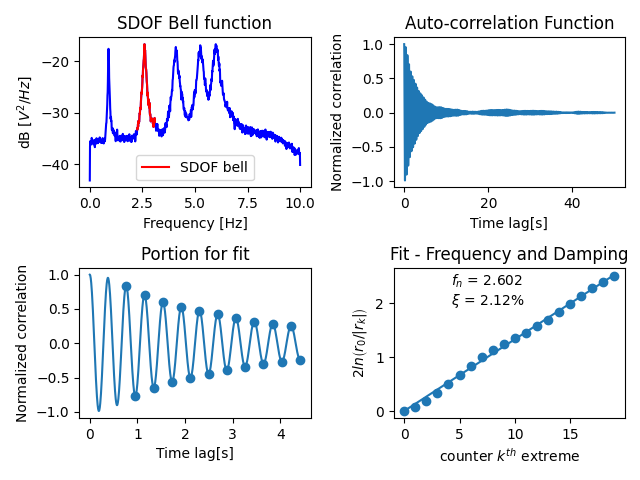 SDOF Bell function
dB [$V^2/Hz$]
−20
−30
−40
SDOF bell
0.0 2.5 5.0 7.5 10.0
Frequency [Hz]
Auto-correlation Function
Normalized correlation
1.0
0.5
0.0
−0.5
−1.0
0 20 40
Time lag[s]
Portion for fit
Normalized correlation
1.0
0.5
0.0
−0.5
−1.0
0 1 2 3 4
Time lag[s]
Fit - Frequency and Damping
2ln(r₀/|rₖ|)
2
1
0
fₙ = 2.602
ξ = 2.12%
0 5 10 15
counter kᵗʰ extreme